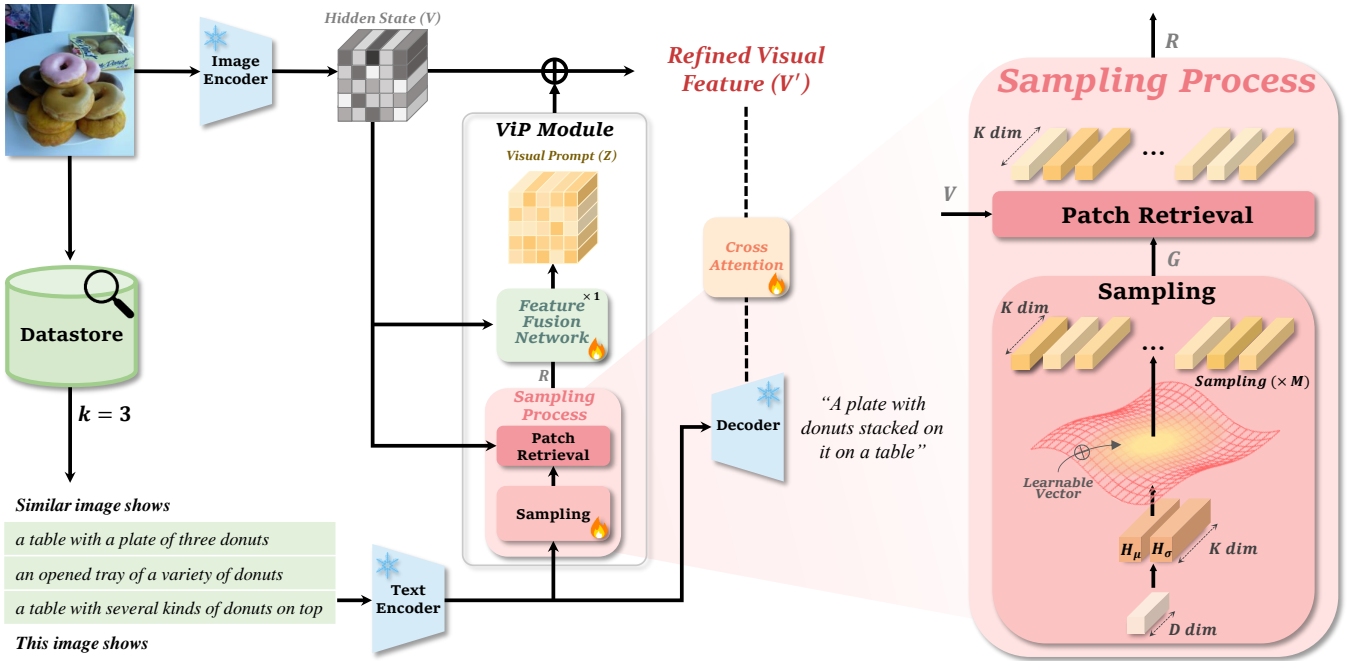 Hidden State (V)
Image
Encoder
Refined Visual
Feature (V')
ViP Module
Visual Prompt (Z)
Feature × 1
Fusion
Network
R
Sampling
Process
Patch
Retrieval
Sampling
Cross
Attention
Decoder
“A plate with
donuts stacked on
it on a table”
Datastore
k = 3
Similar image shows
a table with a plate of three donuts
an opened tray of a variety of donuts
a table with several kinds of donuts on top
This image shows
Text
Encoder
R
Sampling Process
K dim
...
V
Patch Retrieval
G
Sampling
K dim
...
Sampling (× M)
Learnable
Vector
Hμ Hσ
K dim
D dim